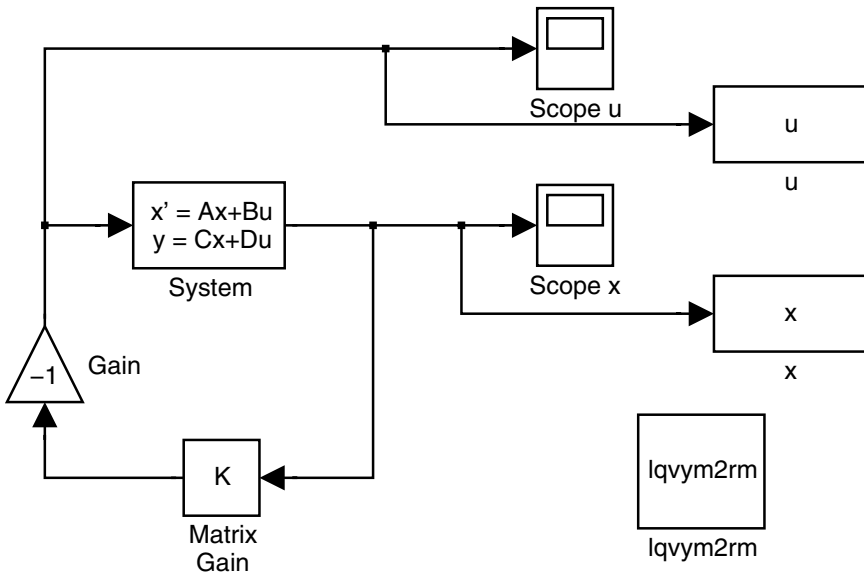 Scope u
u
u
x' = Ax+Bu
y = Cx+Du
System
Scope x
x
x
−1
Gain
K
Matrix
Gain
lqvym2rm
lqvym2rm